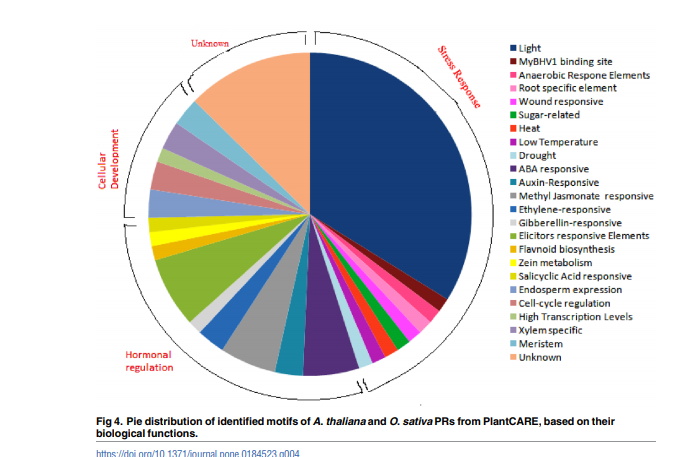 Unknown
Stress Response
Cellular
Development
Hormonal
regulation
Light
MyBHV1 binding site
Anaerobic Respone Elements
Root specific element
Wound responsive
Sugar-related
Heat
Low Temperature
Drought
ABA responsive
Auxin-Responsive
Methyl Jasmonate responsive
Ethylene-responsive
Gibberellin-responsive
Elicitors responsive Elements
Flavnoid biosynthesis
Zein metabolism
Salicyclic Acid responsive
Endosperm expression
Cell-cycle regulation
High Transcription Levels
Xylem specific
Meristem
Unknown
Fig 4. Pie distribution of identified motifs of A. thaliana and O. sativa PRs from PlantCARE, based on their
biological functions.
https://doi.org/10.1371/journal.pone.0184523.g004